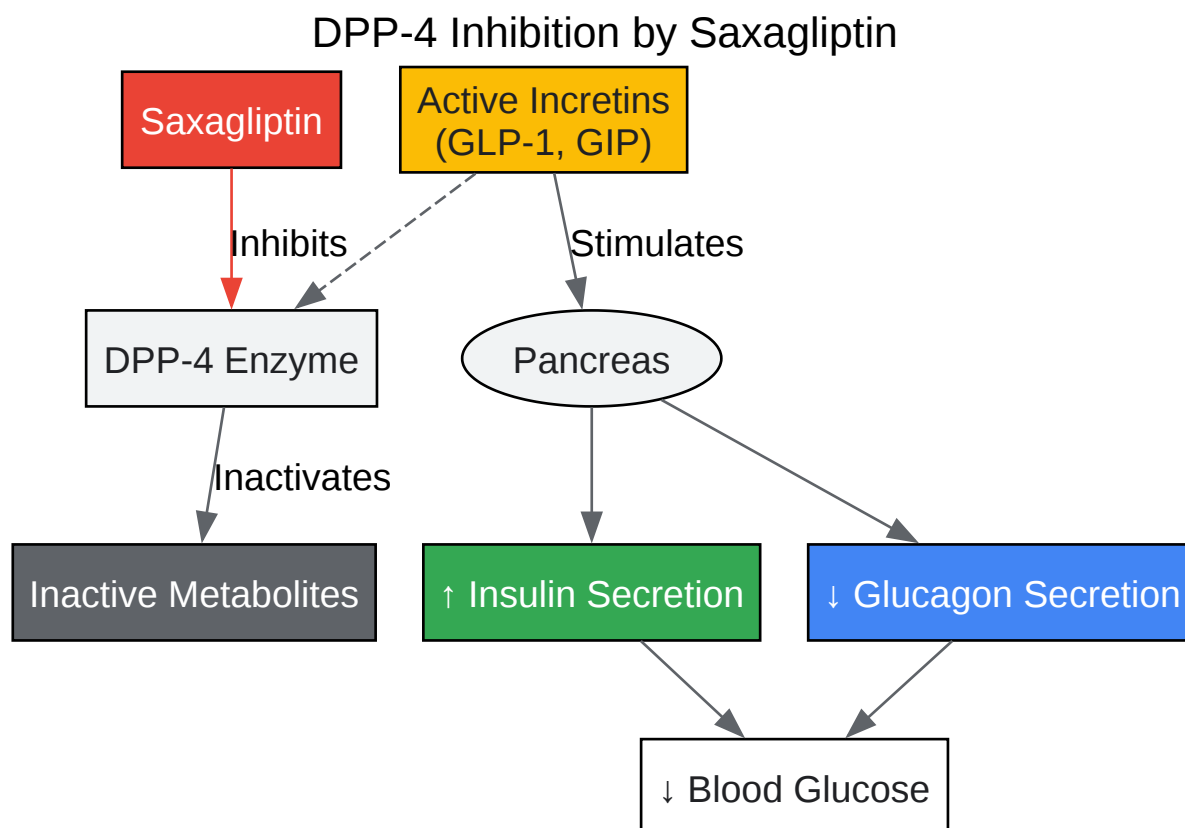 DPP-4 Inhibition by Saxagliptin
Saxagliptin
Active Incretins
(GLP-1, GIP)
Inhibits
Stimulates
DPP-4 Enzyme
Pancreas
Inactivates
Inactive Metabolites
↑ Insulin Secretion
↓ Glucagon Secretion
↓ Blood Glucose